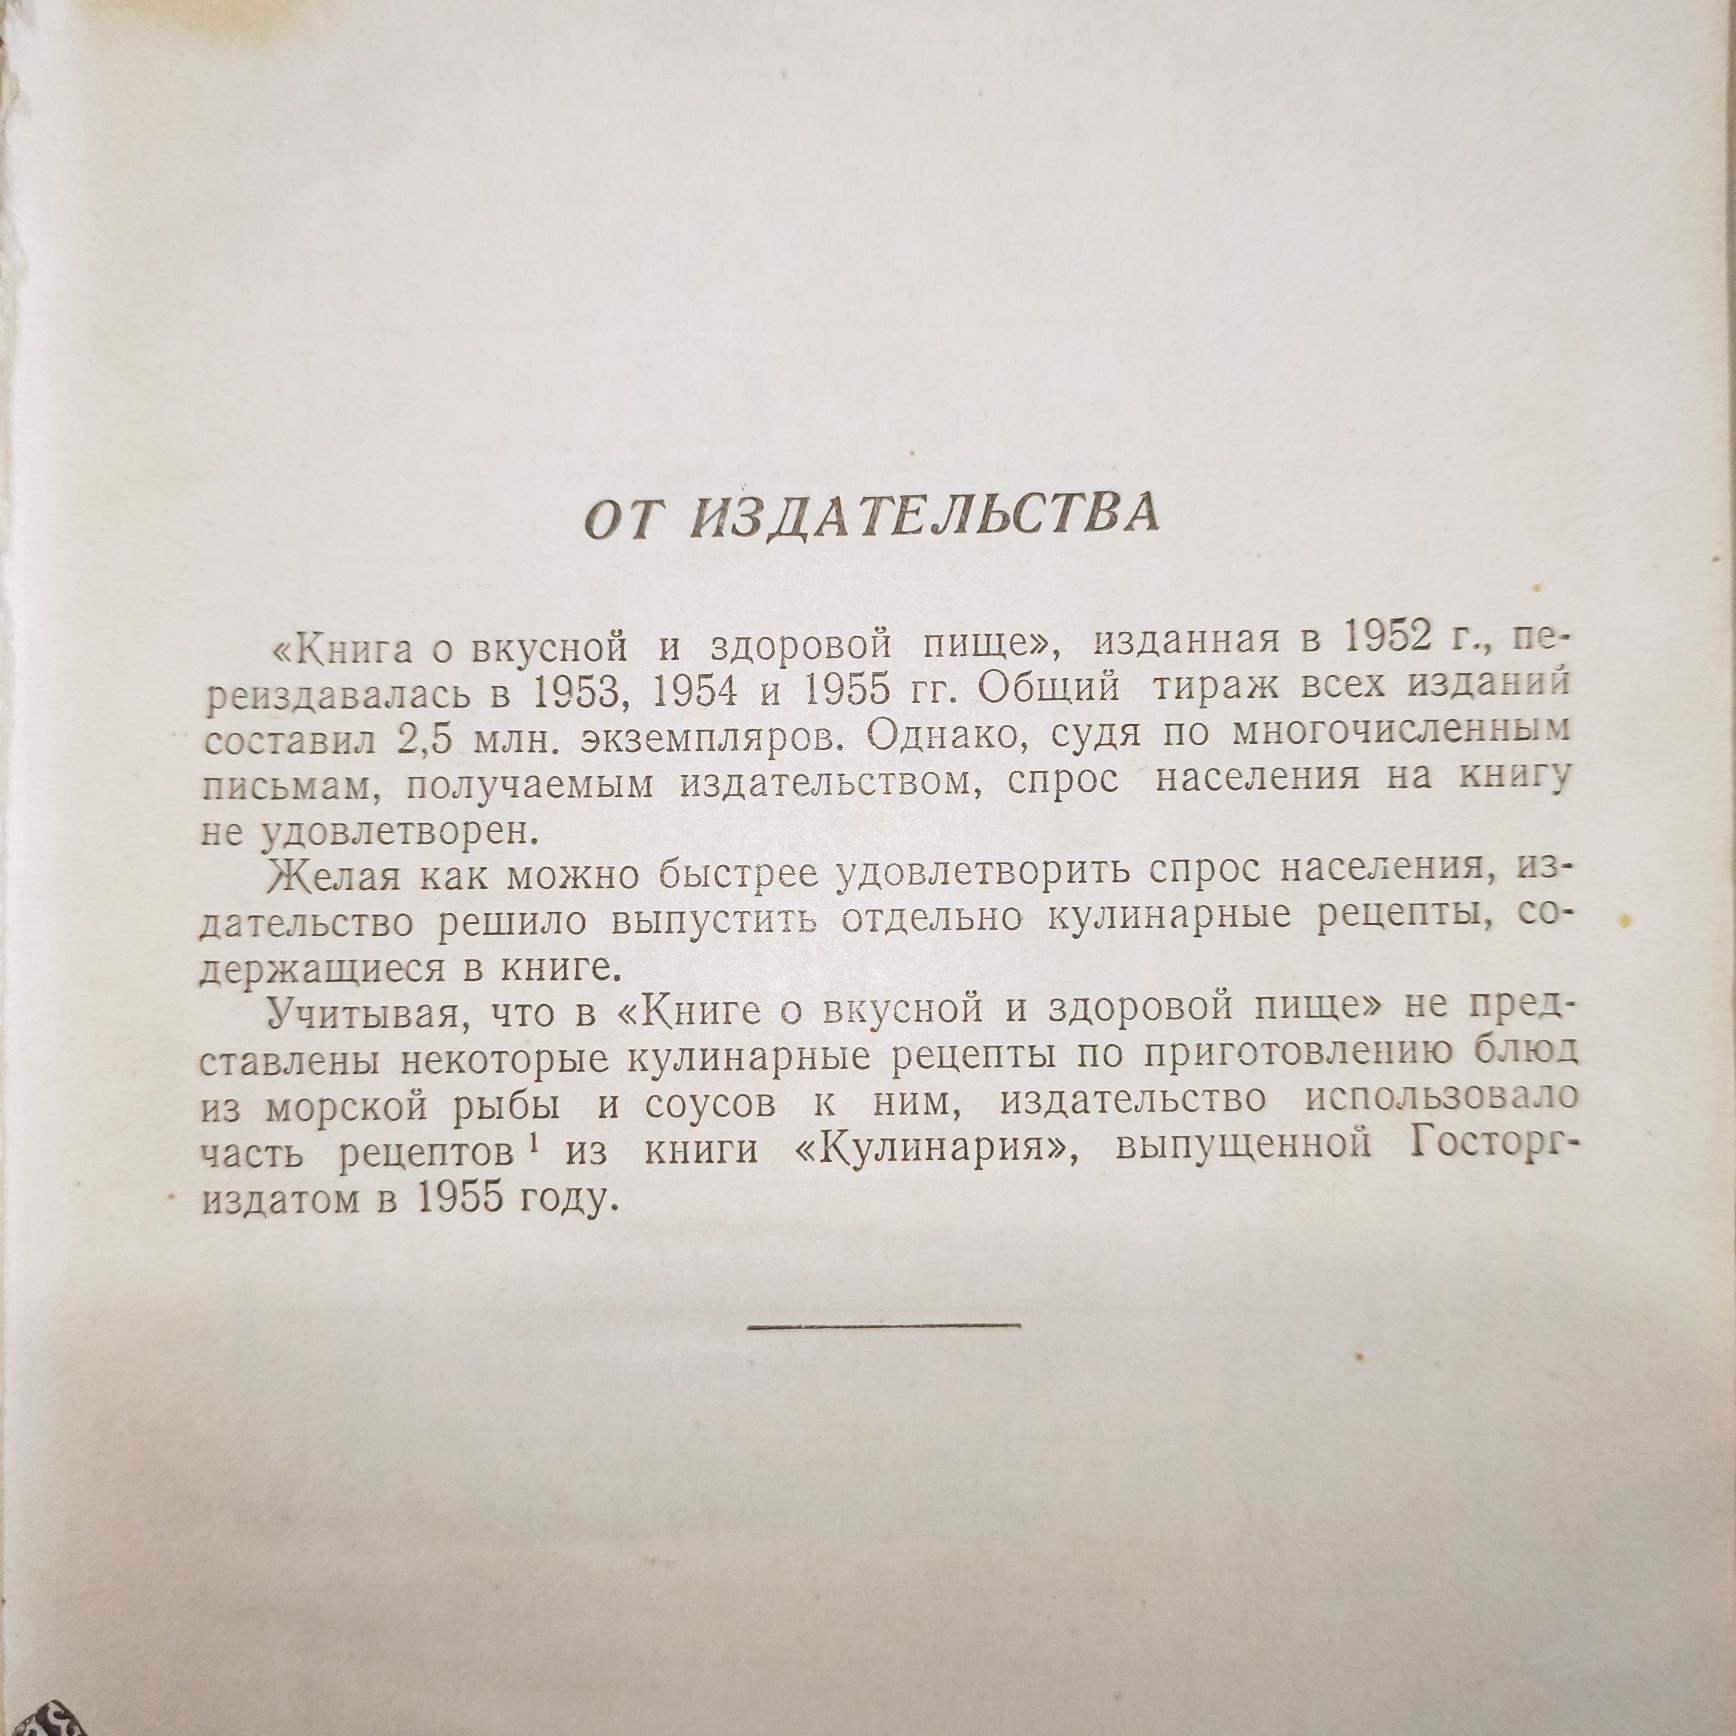 ОТ ИЗДАТЕЛЬСТВА
«Книга о вкусной и здоровой пище», изданная в 1952 г., пе-
реиздавалась в 1953, 1954 и 1955 гг. Общий тираж всех изданий
составил 2,5 млн. экземпляров. Однако, судя по многочисленным
письмам, получаемым издательством, спрос населения на книгу
не удовлетворен.
Желая как можно быстрее удовлетворить спрос населения, из-
дательство решило выпустить отдельно кулинарные рецепты, со-
держащиеся в книге.
Учитывая, что в «Книге о вкусной и здоровой пище» не пред-
ставлены некоторые кулинарные рецепты по приготовлению блюд
из морской рыбы и соусов к ним, издательство использовало
часть рецептов ¹ из книги «Кулинария», выпущенной Госторг-
издатом в 1955 году.